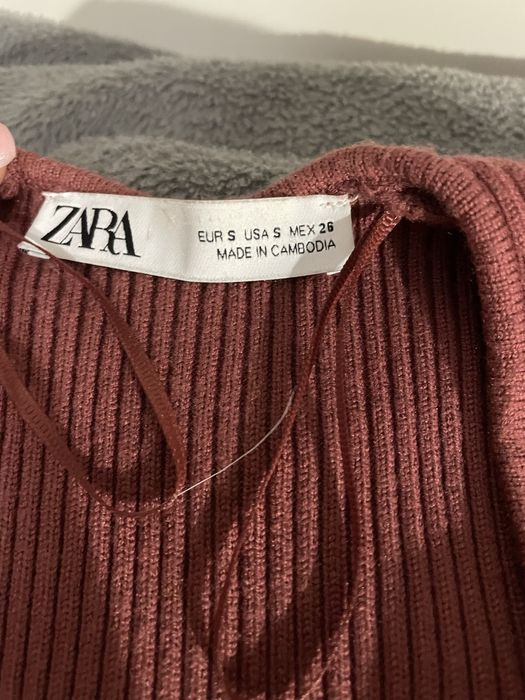 ZARA
EUR S USA S MEX 26
MADE IN CAMBODIA